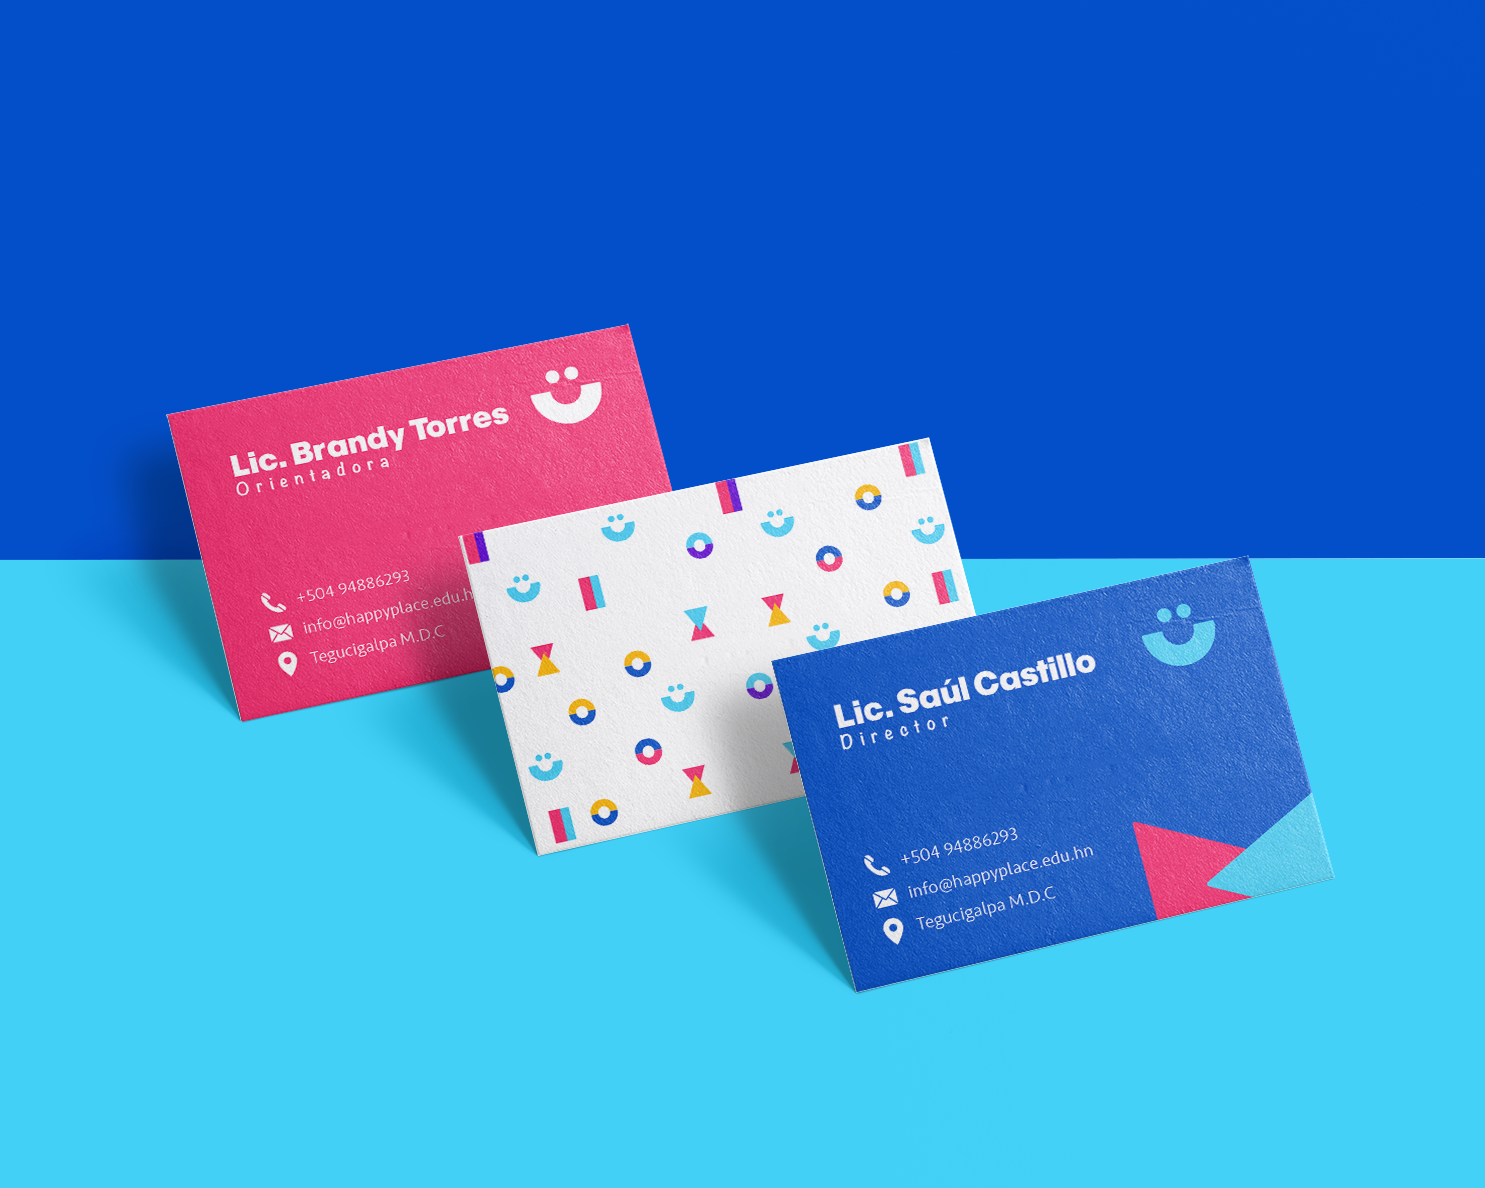 Lic. Brandy Torres
Orientadora
+504 94886293
info@happyplace.edu.h
Tegucigalpa M.D.C
Lic. Saúl Castillo
Director
+504 94886293
info@happyplace.edu.hn
Tegucigalpa M.D.C